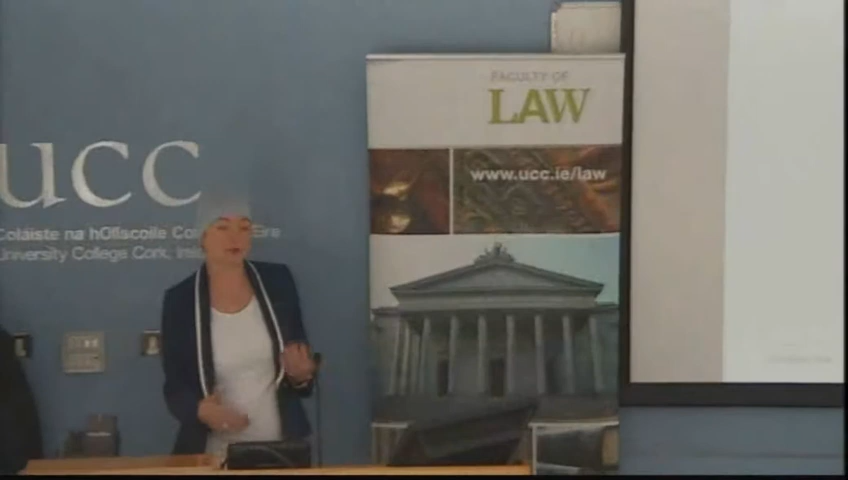 FACULTY OF
LAW
www.ucc.ie/law
UCC
Coláiste na hOllscoile
University College Cork,